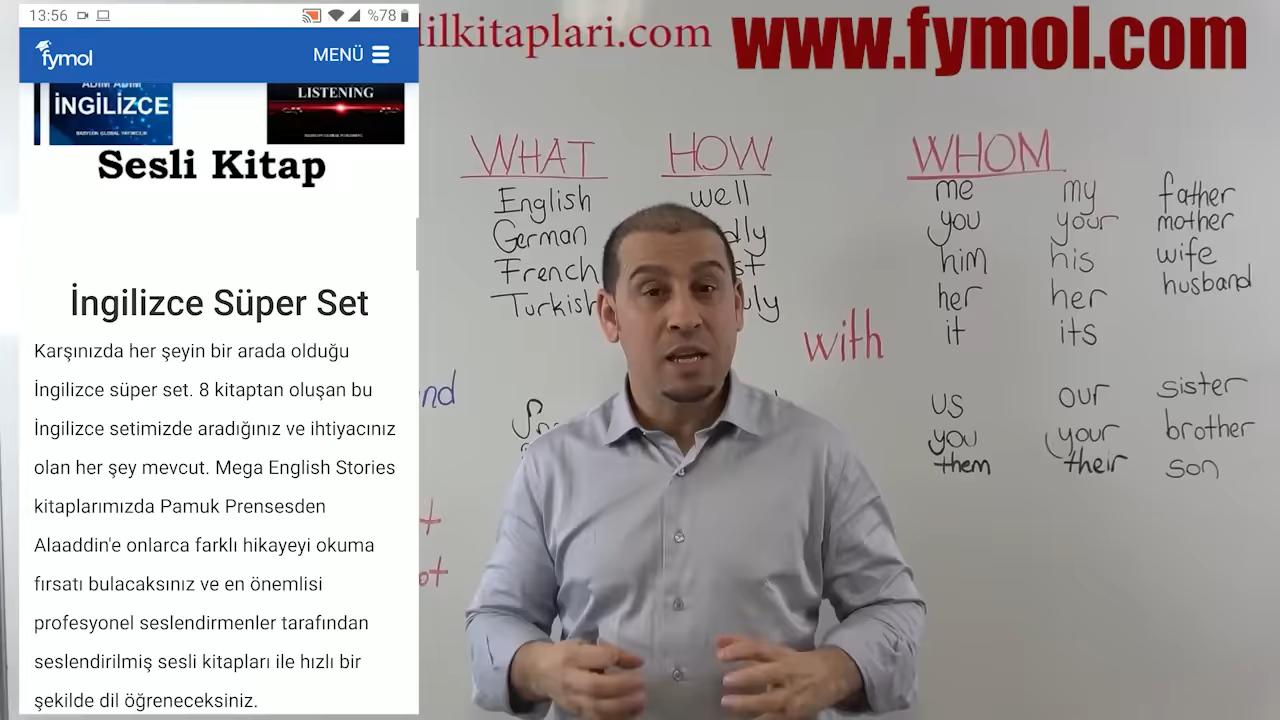 13:56
%78
fymol
MENÜ
ADIM ADIM
İNGİLİZCE
LISTENING
Sesli Kitap
İngilizce Süper Set
Karşınızda her şeyin bir arada olduğu
İngilizce süper set. 8 kitaptan oluşan bu
İngilizce setimizde aradığınız ve ihtiyacınız
olan her şey mevcut. Mega English Stories
kitaplarımızda Pamuk Prensesden
Alaaddin'e onlarca farklı hikayeyi okuma
fırsatı bulacaksınız ve en önemlisi
profesyonel seslendirmenler tarafından
seslendirilmiş sesli kitapları ile hızlı bir
şekilde dil öğreneceksiniz.
dilkitaplari.com
www.fymol.com
WHAT
English
German
French
Turkish
HOW
well
with
WHOM
me my father
you your mother
him his wife
her her husband
it its
us our sister
you your brother
them their son